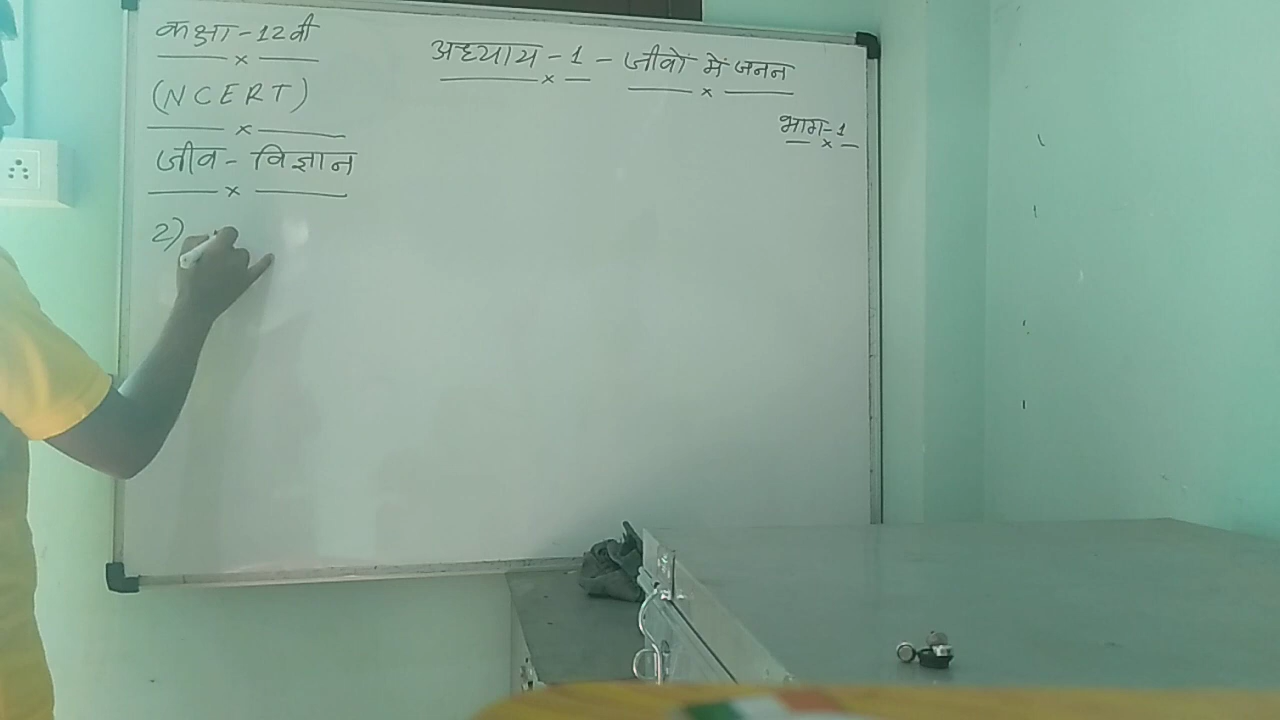 कक्षा - 12वी
अध्याय - 1 - जीवों में जनन
(NCERT)
भाग - 1
जीव - विज्ञान
2)